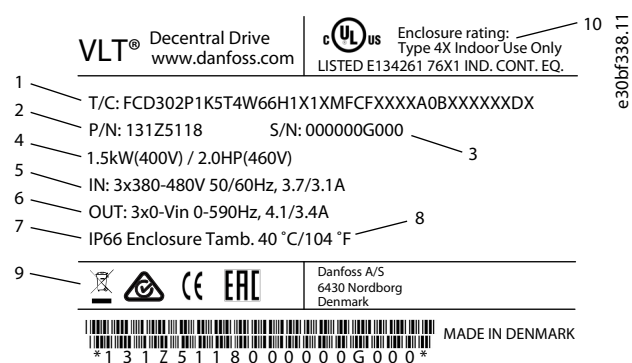 VLT® Decentral Drive
www.danfoss.com
c UL us Enclosure rating:
Type 4X Indoor Use Only
LISTED E134261 76X1 IND. CONT. EQ.
10
e30bf338.11
1
T/C: FCD302P1K5T4W66H1X1XMFCFXXXXA0BXXXXXXDX
2
P/N: 131Z5118 S/N: 000000G000
3
4
1.5kW(400V) / 2.0HP(460V)
5
IN: 3x380-480V 50/60Hz, 3.7/3.1A
6
OUT: 3x0-Vin 0-590Hz, 4.1/3.4A
7
IP66 Enclosure Tamb. 40 ˚C/104 ˚F
8
9
CE EAC
Danfoss A/S
6430 Nordborg
Denmark
*131Z5118000000G000*
MADE IN DENMARK